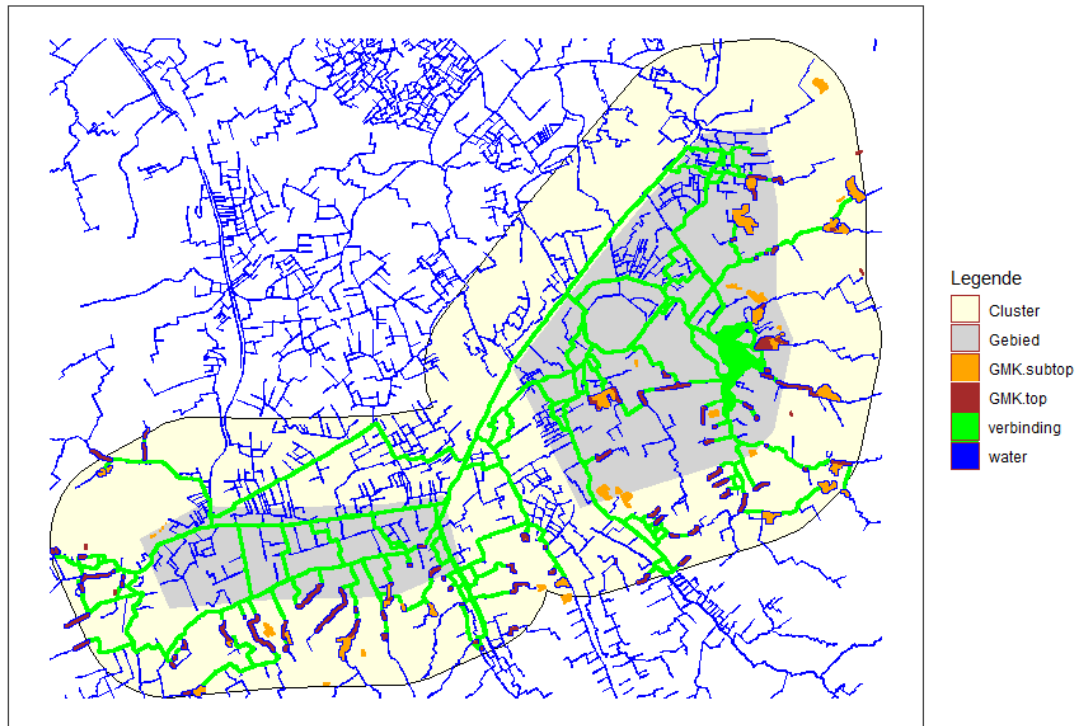 Legende
Cluster
Gebied
GMK.subtop
GMK.top
verbinding
water